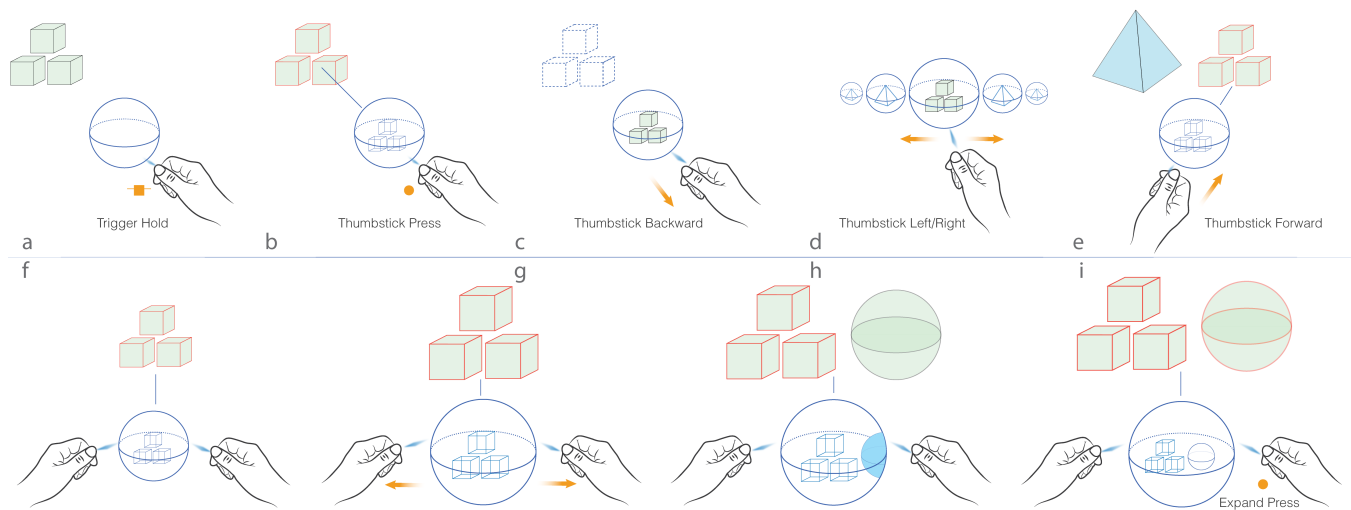 Trigger Hold
Thumbstick Press
Thumbstick Backward
Thumbstick Left/Right
Thumbstick Forward
a
b
c
d
e
f
g
h
i
Expand Press